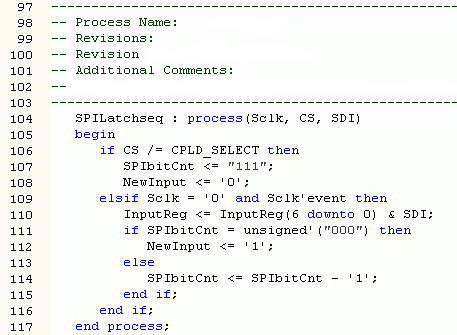 97 --------------------------------------------------
98 -- Process Name:
99 -- Revisions:
100 -- Revision
101 -- Additional Comments:
102 --
103 --------------------------------------------------
104 SPILatchseq : process(Sclk, CS, SDI)
105 begin
106 if CS /= CPLD_SELECT then
107 SPIbitCnt <= "111";
108 NewInput <= '0';
109 elsif Sclk = '0' and Sclk'event then
110 InputReg <= InputReg(6 downto 0) & SDI;
111 if SPIbitCnt = unsigned'("000") then
112 NewInput <= '1';
113 else
114 SPIbitCnt <= SPIbitCnt - '1';
115 end if;
116 end if;
117 end process;